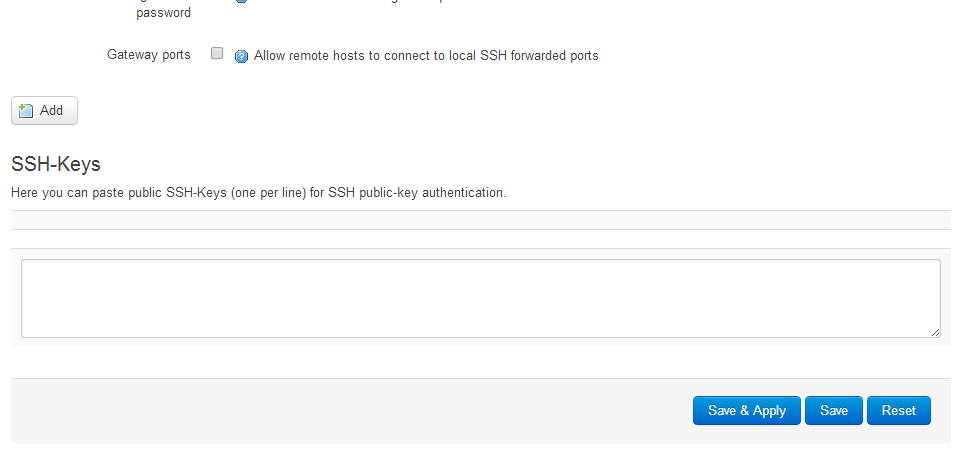 password
Gateway ports
Allow remote hosts to connect to local SSH forwarded ports
Add
SSH-Keys
Here you can paste public SSH-Keys (one per line) for SSH public-key authentication.
Save & Apply
Save
Reset